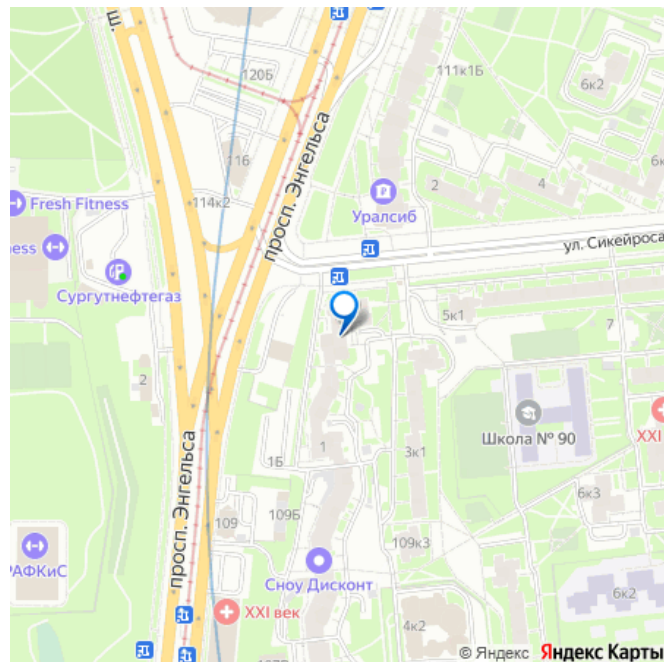 Ш.
120Б
111к1Б
6к2
116
просп. Энгельса
2
4
6к
Fresh Fitness
114к2
Уралсиб
ness
ул. Сикейроса
Сургутнефтегаз
5к1
7
2
Школа № 90
XXI
1
3к1
1Б
просп. Энгельса
109
109Б
6к3
109к3
РАФКиС
Сноу Дисконт
6к2
XXI век
4к2
© Яндекс Яндекс Карты